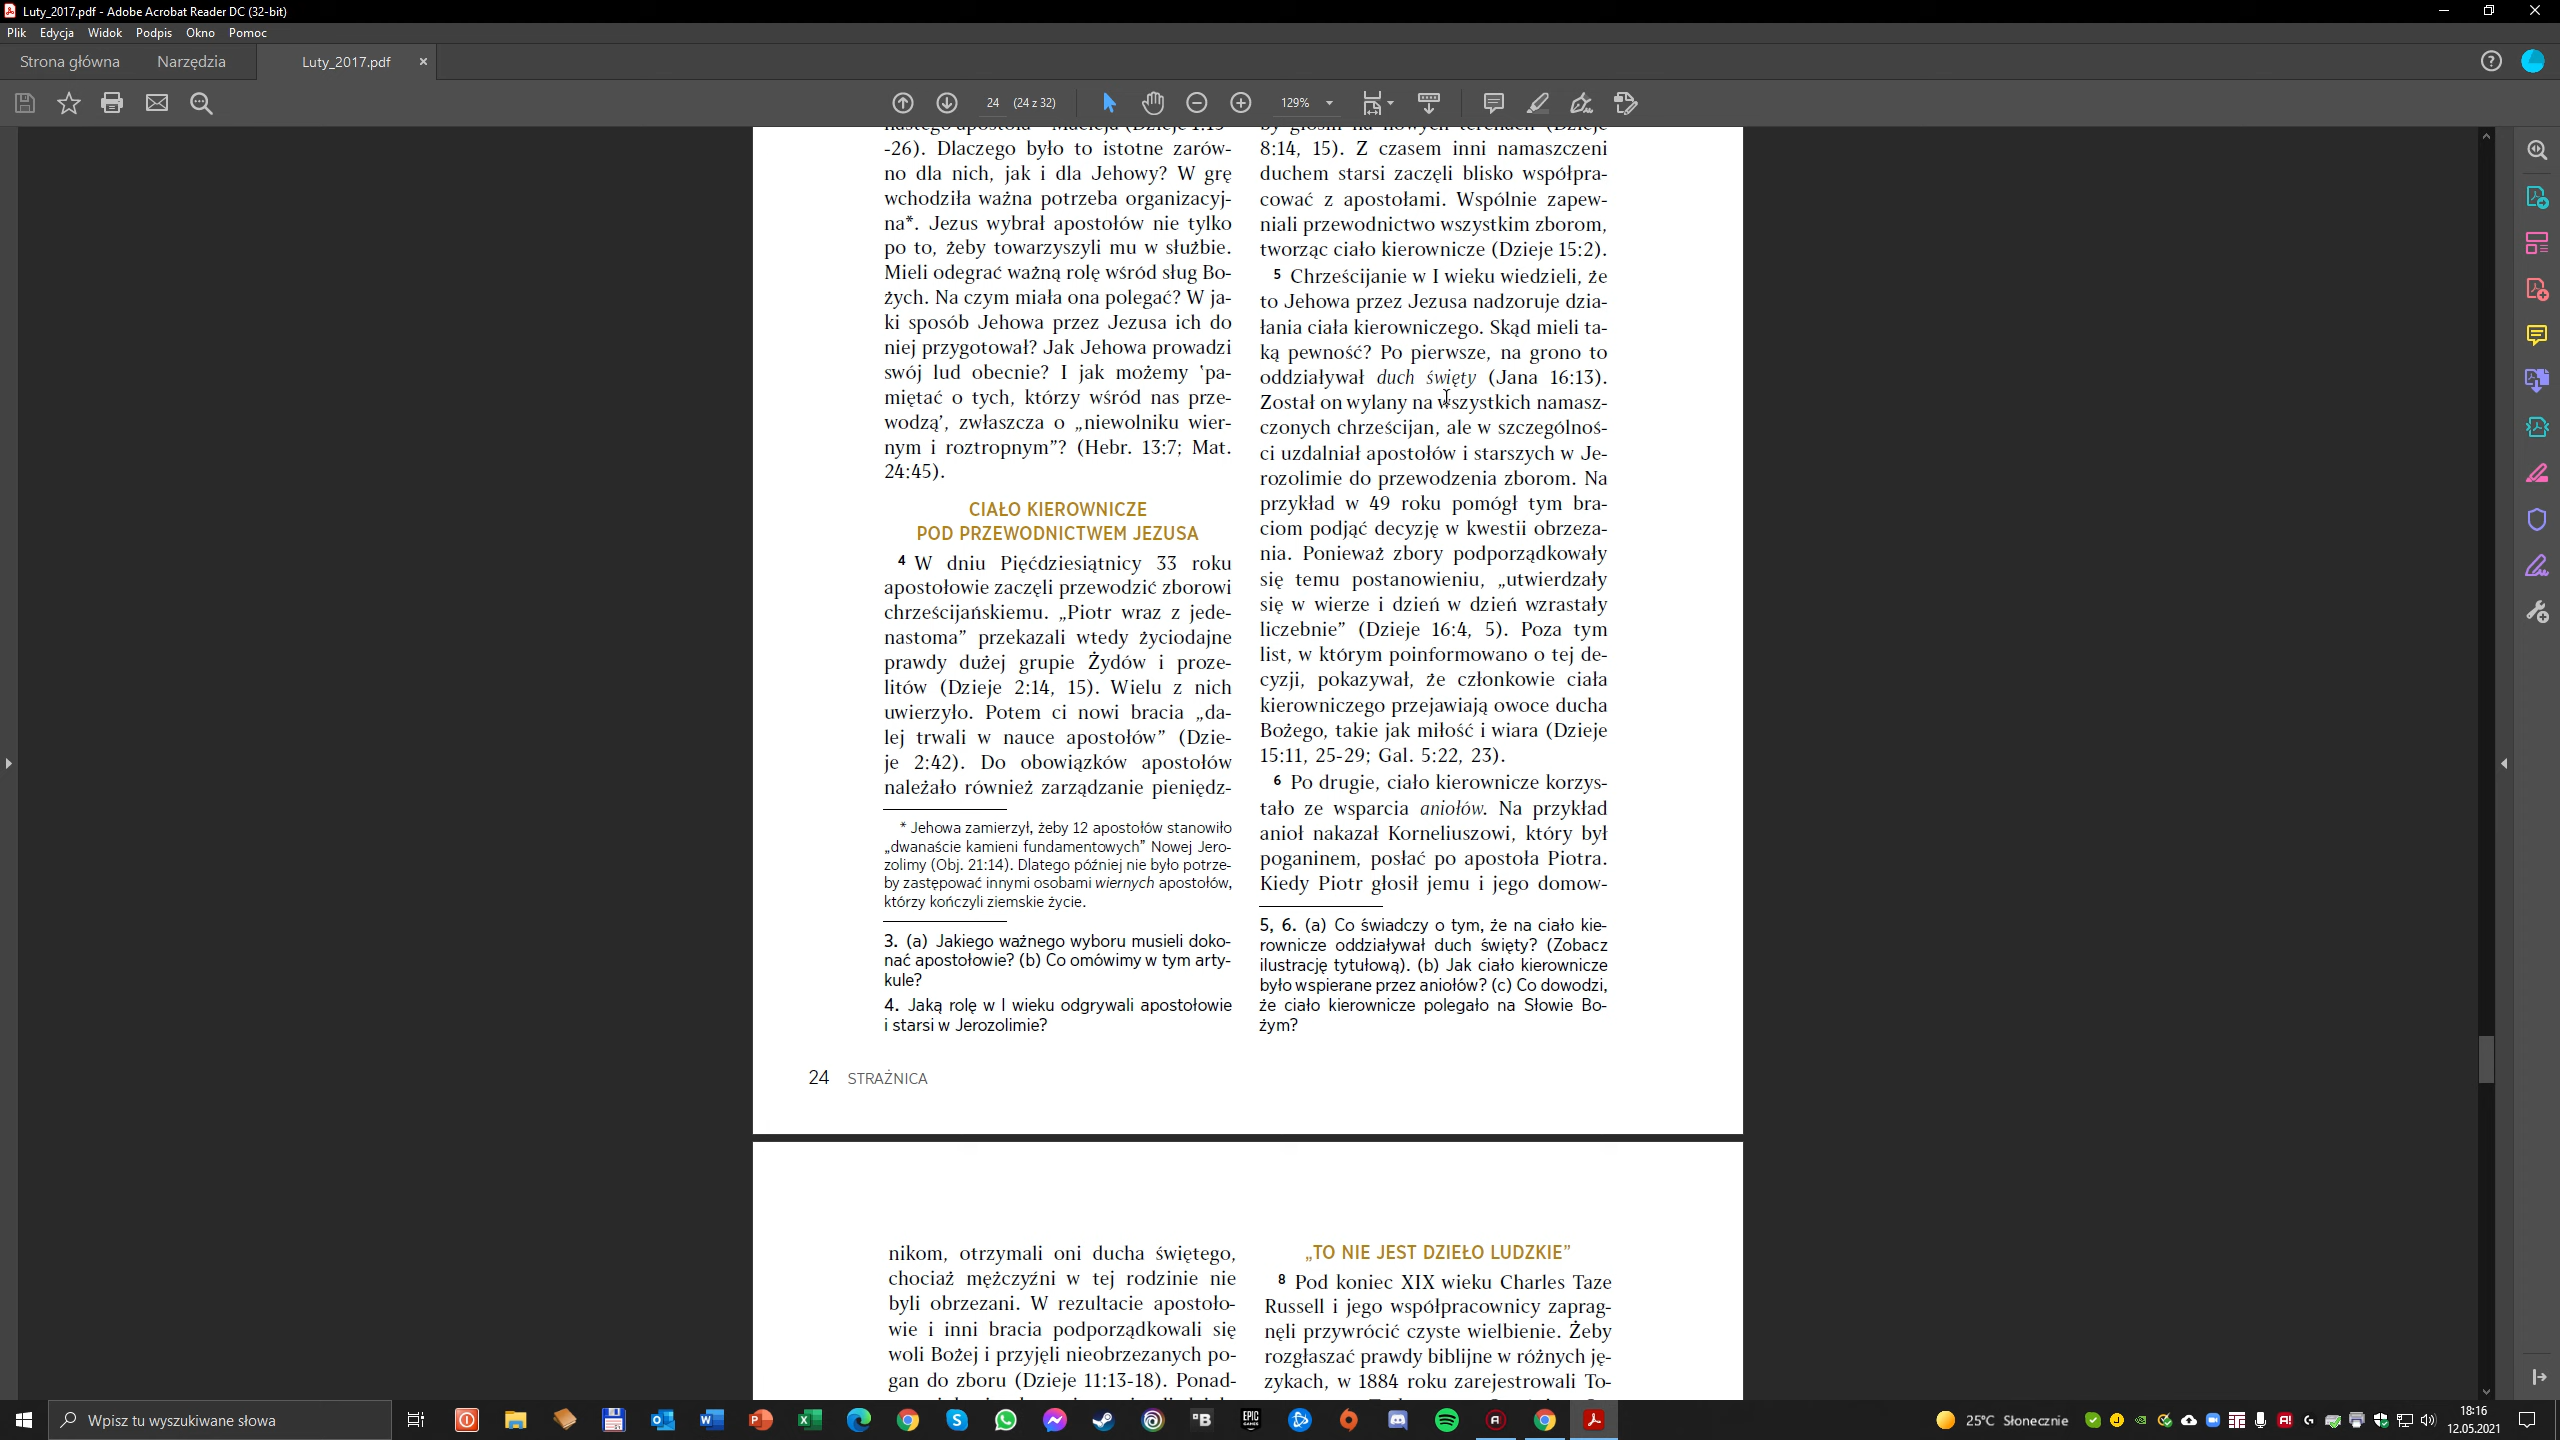 Luty_2017.pdf - Adobe Acrobat Reader DC (32-bit)
Plik Edycja Widok Podpis Okno Pomoc
Strona główna Narzędzia Luty_2017.pdf
24 (24 z 32) 129%
-26). Dlaczego było to istotne zarów-
no dla nich, jak i dla Jehowy? W grę
wchodziła ważna potrzeba organizacyj-
na*. Jezus wybrał apostołów nie tylko
po to, żeby towarzyszyli mu w służbie.
Mieli odegrać ważną rolę wśród sług Bo-
żych. Na czym miała ona polegać? W ja-
ki sposób Jehowa przez Jezusa ich do
niej przygotował? Jak Jehowa prowadzi
swój lud obecnie? I jak możemy ‛pa-
miętać o tych, którzy wśród nas prze-
wodzą’, zwłaszcza o „niewolniku wier-
nym i roztropnym”? (Hebr. 13:7; Mat.
24:45).
CIAŁO KIEROWNICZE
POD PRZEWODNICTWEM JEZUSA
4 W dniu Pięćdziesiątnicy 33 roku
apostołowie zaczęli przewodzić zborowi
chrześcijańskiemu. „Piotr wraz z jede-
nastoma” przekazali wtedy życiodajne
prawdy dużej grupie Żydów i proze-
litów (Dzieje 2:14, 15). Wielu z nich
uwierzyło. Potem ci nowi bracia „da-
lej trwali w nauce apostołów” (Dzie-
je 2:42). Do obowiązków apostołów
należało również zarządzanie pieniędz-
* Jehowa zamierzył, żeby 12 apostołów stanowiło
„dwanaście kamieni fundamentowych” Nowej Jero-
zolimy (Obj. 21:14). Dlatego później nie było potrze-
by zastępować innymi osobami wiernych apostołów,
którzy kończyli ziemskie życie.
3. (a) Jakiego ważnego wyboru musieli doko-
nać apostołowie? (b) Co omówimy w tym arty-
kule?
4. Jaką rolę w I wieku odgrywali apostołowie
i starsi w Jerozolimie?
8:14, 15). Z czasem inni namaszczeni
duchem starsi zaczęli blisko współpra-
cować z apostołami. Wspólnie zapew-
niali przewodnictwo wszystkim zborom,
tworząc ciało kierownicze (Dzieje 15:2).
5 Chrześcijanie w I wieku wiedzieli, że
to Jehowa przez Jezusa nadzoruje dzia-
łania ciała kierowniczego. Skąd mieli ta-
ką pewność? Po pierwsze, na grono to
oddziaływał duch święty (Jana 16:13).
Został on wylany na wszystkich namasz-
czonych chrześcijan, ale w szczególnoś-
ci uzdalniał apostołów i starszych w Je-
rozolimie do przewodzenia zborom. Na
przykład w 49 roku pomógł tym bra-
ciom podjąć decyzję w kwestii obrzeza-
nia. Ponieważ zbory podporządkowały
się temu postanowieniu, „utwierdzały
się w wierze i dzień w dzień wzrastały
liczebnie” (Dzieje 16:4, 5). Poza tym
list, w którym poinformowano o tej de-
cyzji, pokazywał, że członkowie ciała
kierowniczego przejawiają owoce ducha
Bożego, takie jak miłość i wiara (Dzieje
15:11, 25-29; Gal. 5:22, 23).
6 Po drugie, ciało kierownicze korzys-
tało ze wsparcia aniołów. Na przykład
anioł nakazał Korneliuszowi, który był
poganinem, posłać po apostoła Piotra.
Kiedy Piotr głosił jemu i jego domow-
5, 6. (a) Co świadczy o tym, że na ciało kie-
rownicze oddziaływał duch święty? (Zobacz
ilustrację tytułową). (b) Jak ciało kierownicze
było wspierane przez aniołów? (c) Co dowodzi,
że ciało kierownicze polegało na Słowie Bo-
żym?
24 STRAŻNICA
nikom, otrzymali oni ducha świętego,
chociaż mężczyźni w tej rodzinie nie
byli obrzezani. W rezultacie apostoło-
wie i inni bracia podporządkowali się
woli Bożej i przyjęli nieobrzezanych po-
gan do zboru (Dzieje 11:13-18). Ponad-
„TO NIE JEST DZIEŁO LUDZKIE”
8 Pod koniec XIX wieku Charles Taze
Russell i jego współpracownicy zaprag-
nęli przywrócić czyste wielbienie. Żeby
rozgłaszać prawdy biblijne w różnych ję-
zykach, w 1884 roku zarejestrowali To-
Wpisz tu wyszukiwane słowa
25°C Słonecznie
18:16
12.05.2021